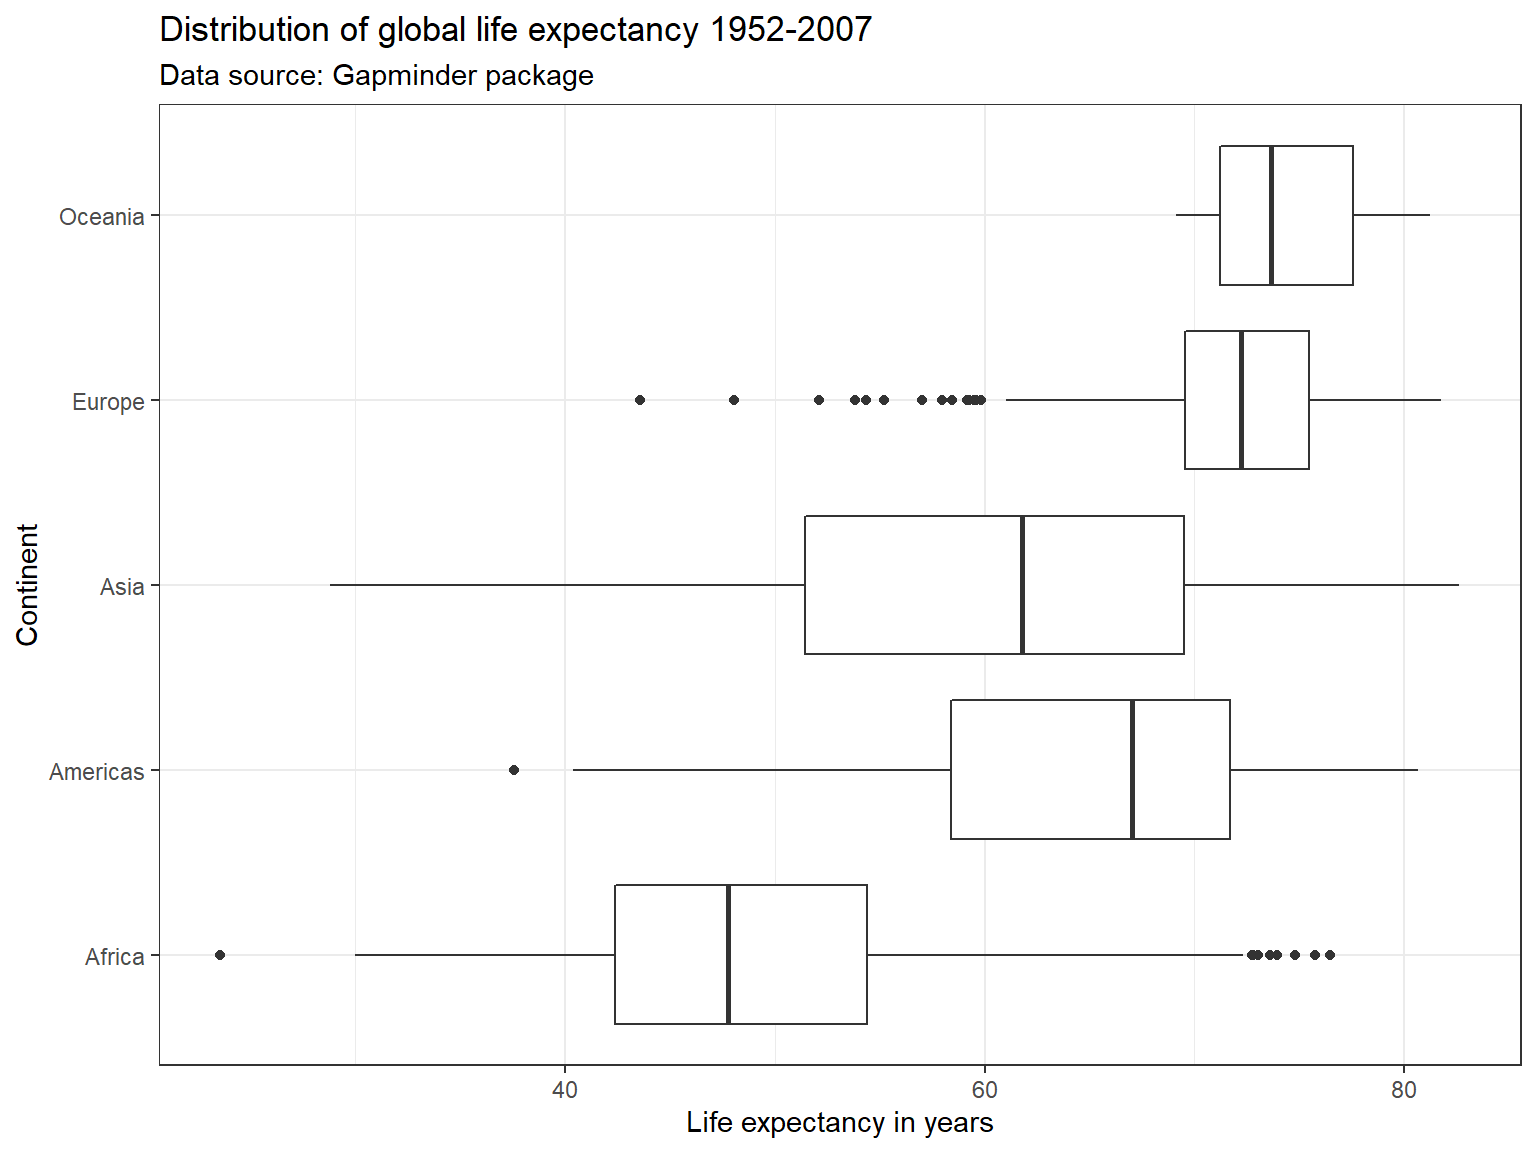 Distribution of global life expectancy 1952-2007
Data source: Gapminder package
Continent
Oceania
Europe
Asia
Americas
Africa
40
60
80
Life expectancy in years